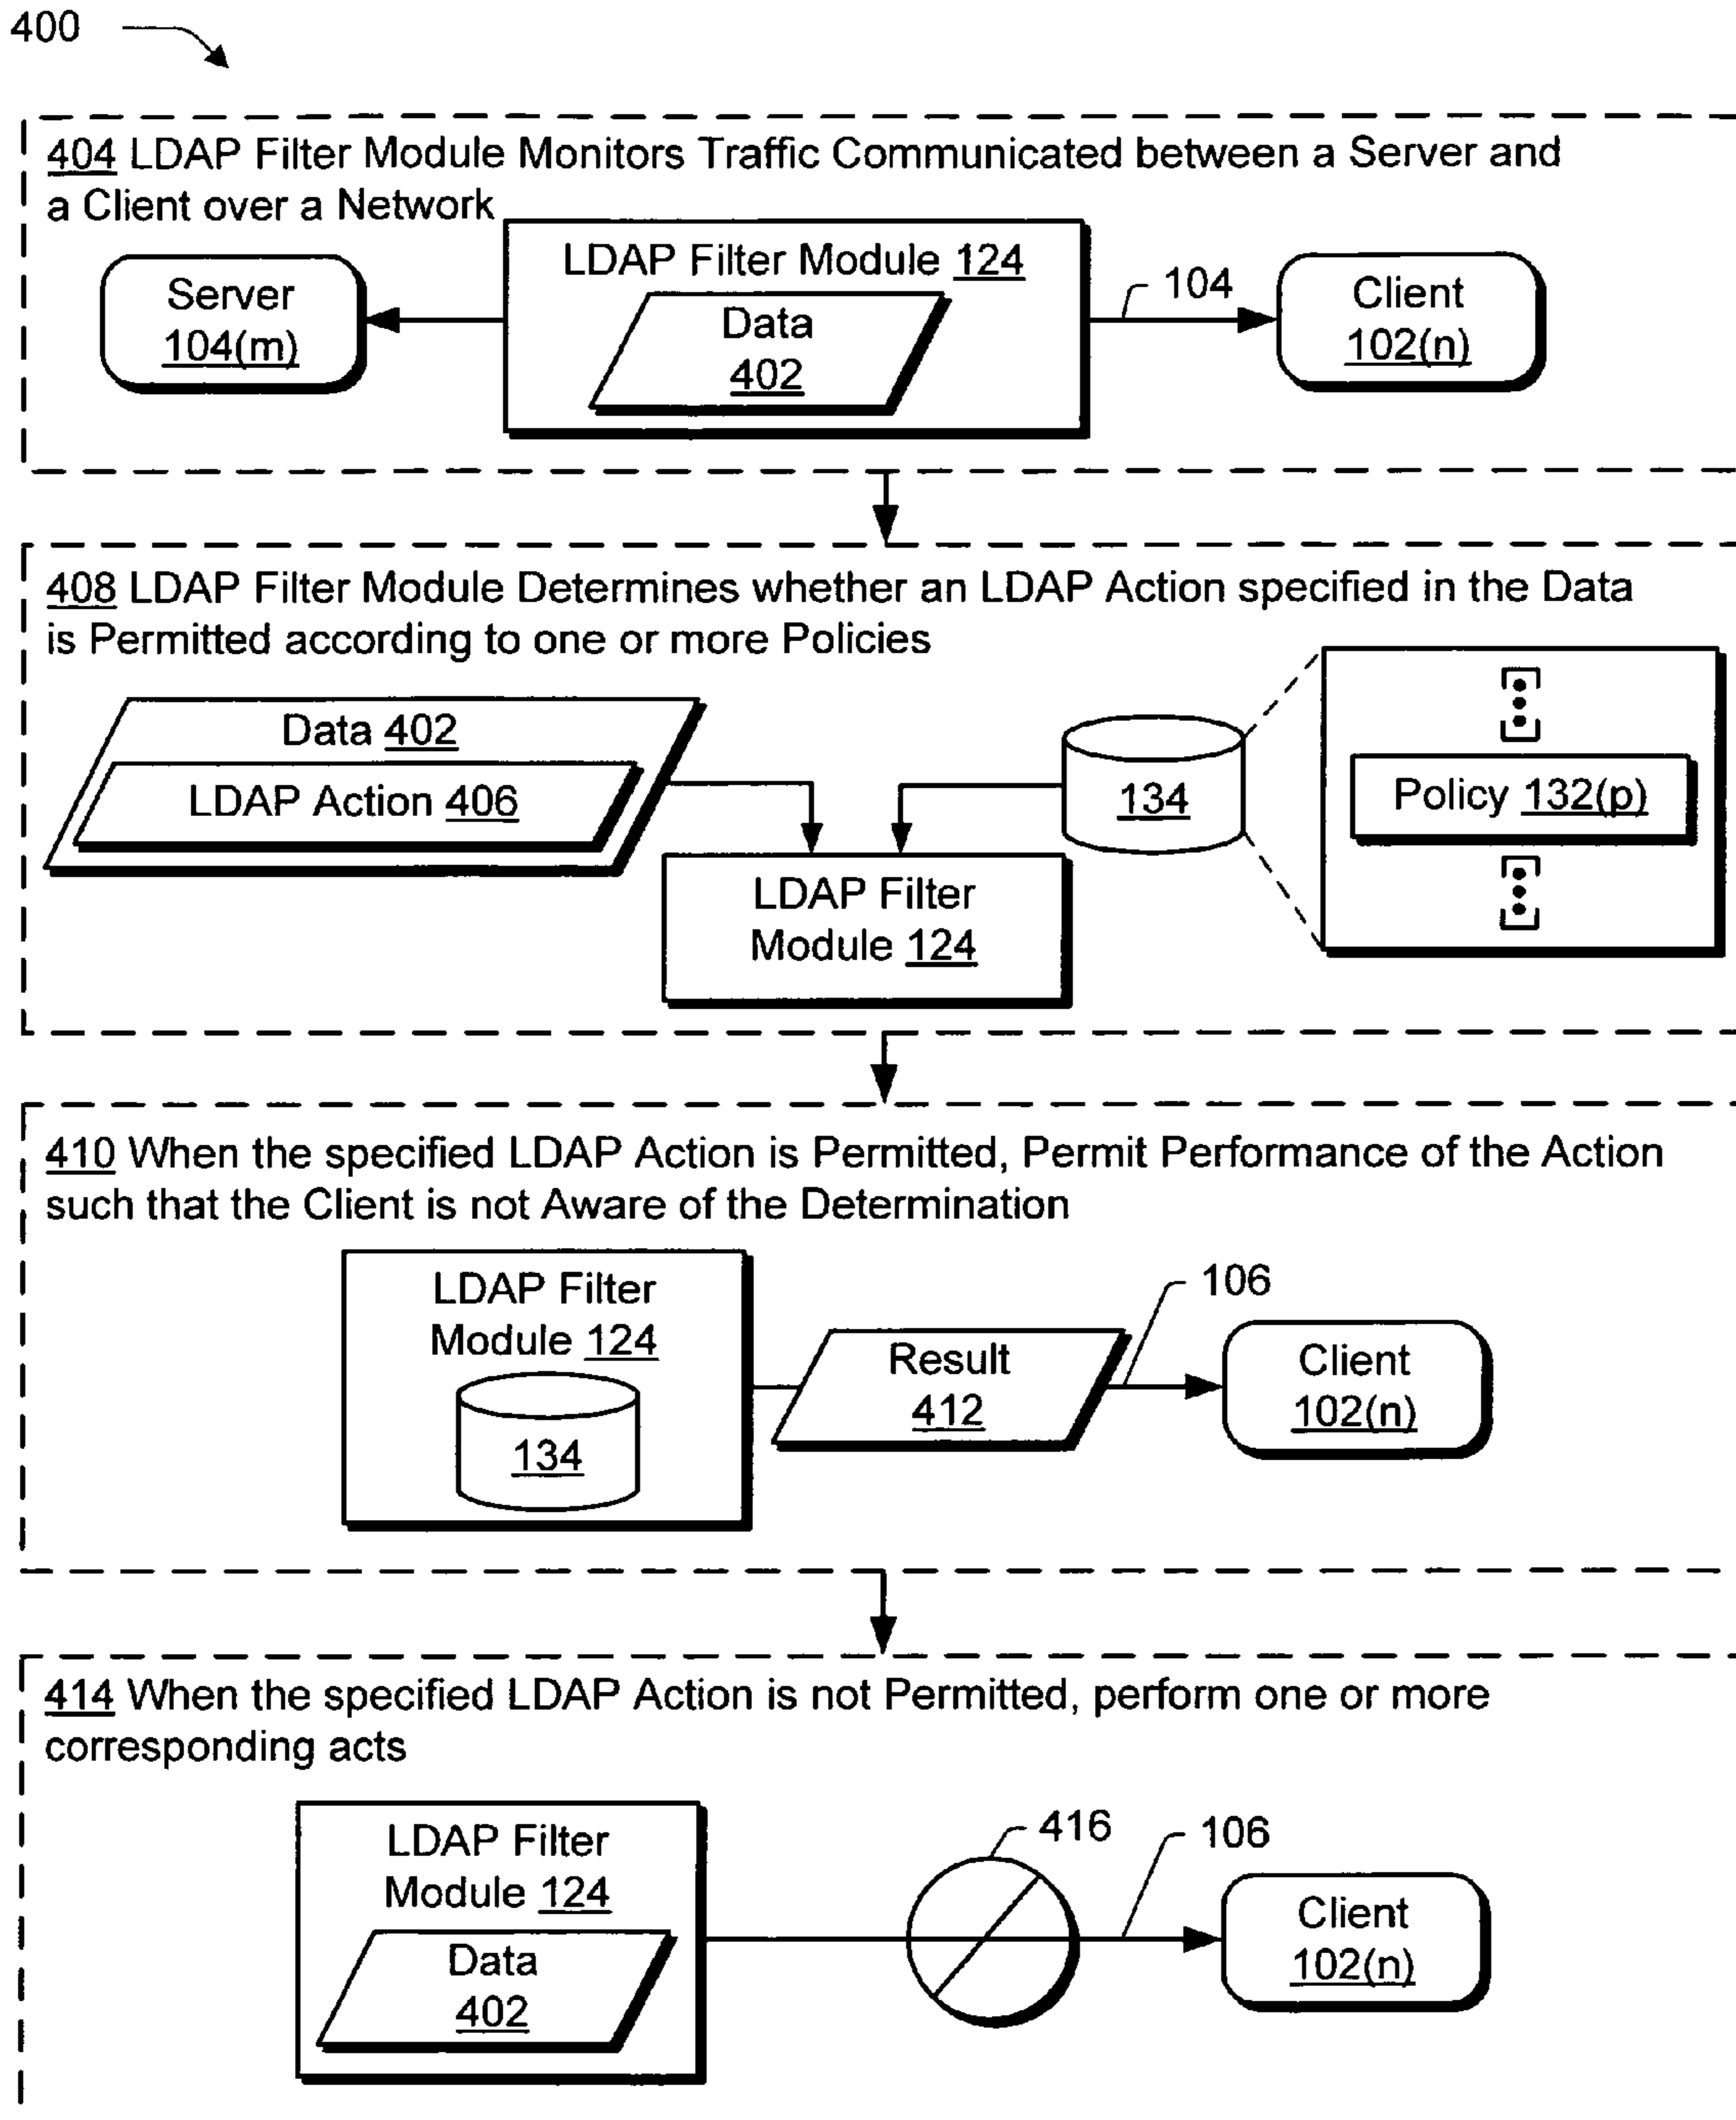 400
404 LDAP Filter Module Monitors Traffic Communicated between a Server and
a Client over a Network
LDAP Filter Module 124
Server
104(m)
Data
402
104
Client
102(n)
408 LDAP Filter Module Determines whether an LDAP Action specified in the Data
is Permitted according to one or more Policies
Data 402
LDAP Action 406
134
Policy 132(p)
LDAP Filter
Module 124
410 When the specified LDAP Action is Permitted, Permit Performance of the Action
such that the Client is not Aware of the Determination
LDAP Filter
Module 124
134
Result
412
106
Client
102(n)
414 When the specified LDAP Action is not Permitted, perform one or more
corresponding acts
LDAP Filter
Module 124
Data
402
416
106
Client
102(n)